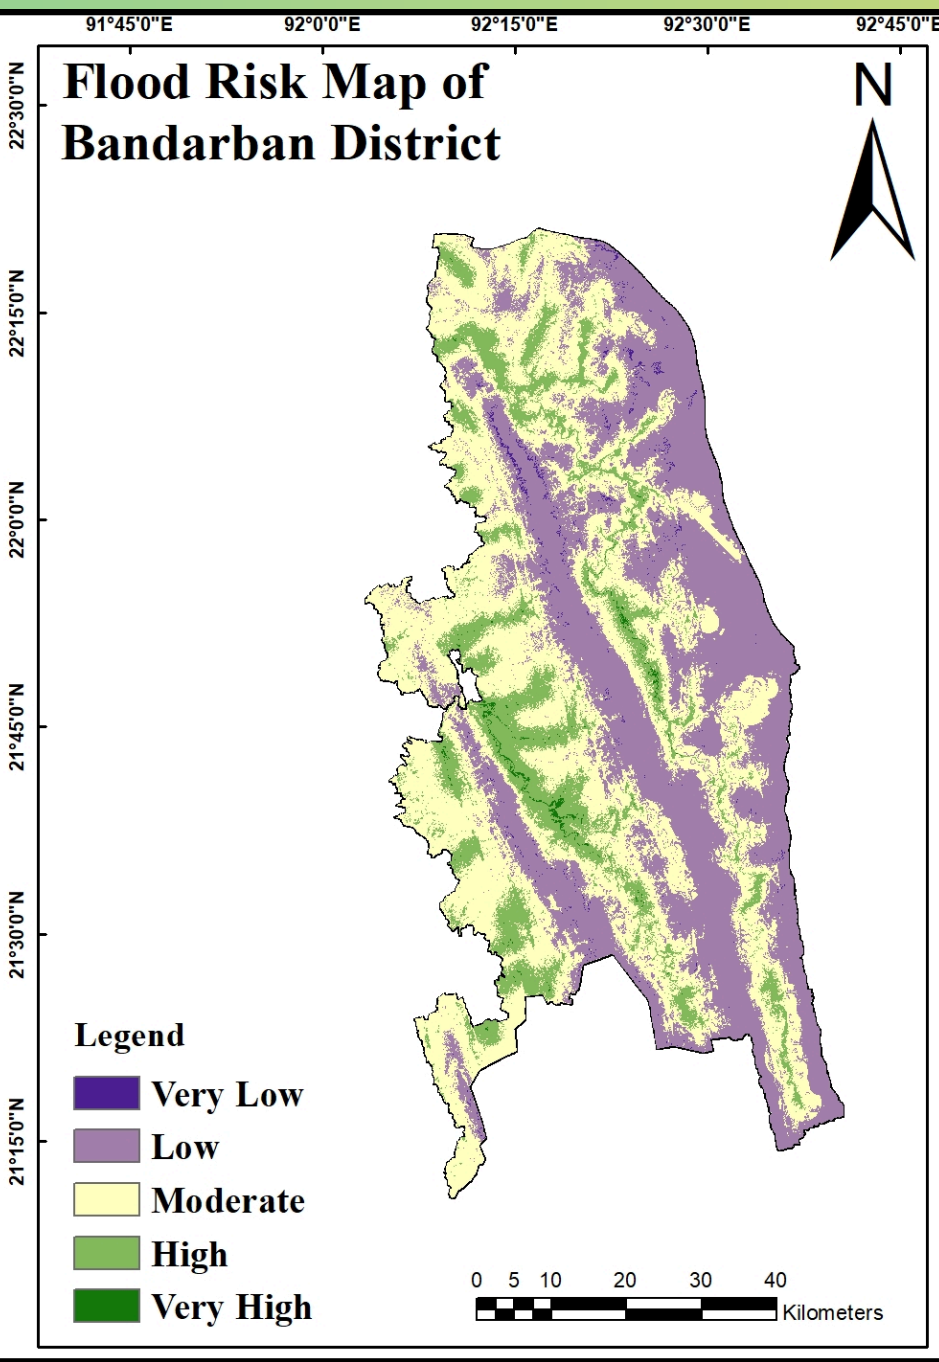 91°45'0"E 92°0'0"E 92°15'0"E 92°30'0"E 92°45'0"E
Flood Risk Map of
Bandarban District
N
22°30'0"N
22°15'0"N
22°0'0"N
21°45'0"N
21°30'0"N
21°15'0"N
Legend
Very Low
Low
Moderate
High
Very High
0 5 10 20 30 40
Kilometers